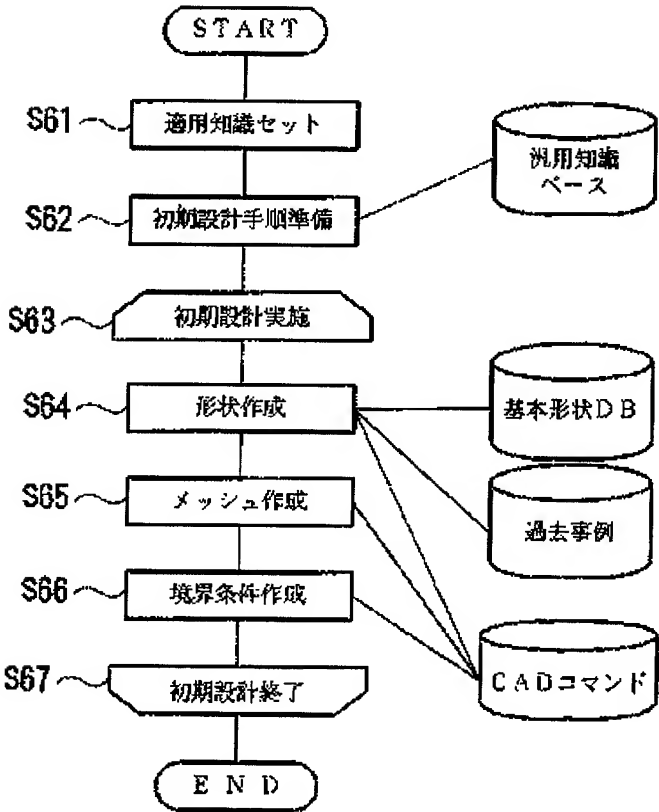 START
S61
適用知識セット
汎用知識
ベース
S62
初期設計手順準備
S63
初期設計実施
S64
形状作成
基本形状DB
S65
メッシュ作成
過去事例
S66
境界条件作成
S67
初期設計終了
CADコマンド
END